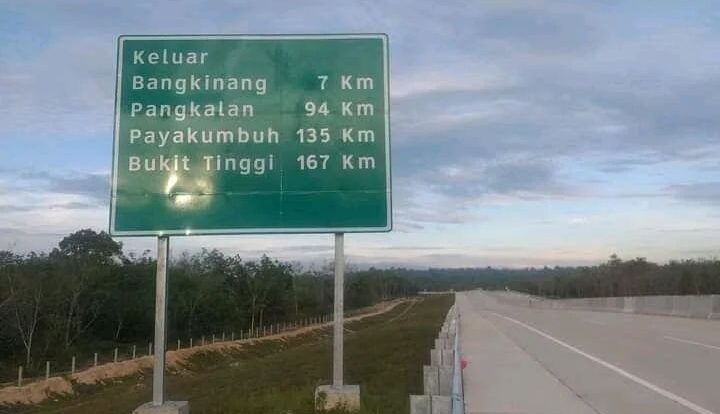 Keluar
Bangkinang 7 Km
Pangkalan 94 Km
Payakumbuh 135 Km
Bukit Tinggi 167 Km